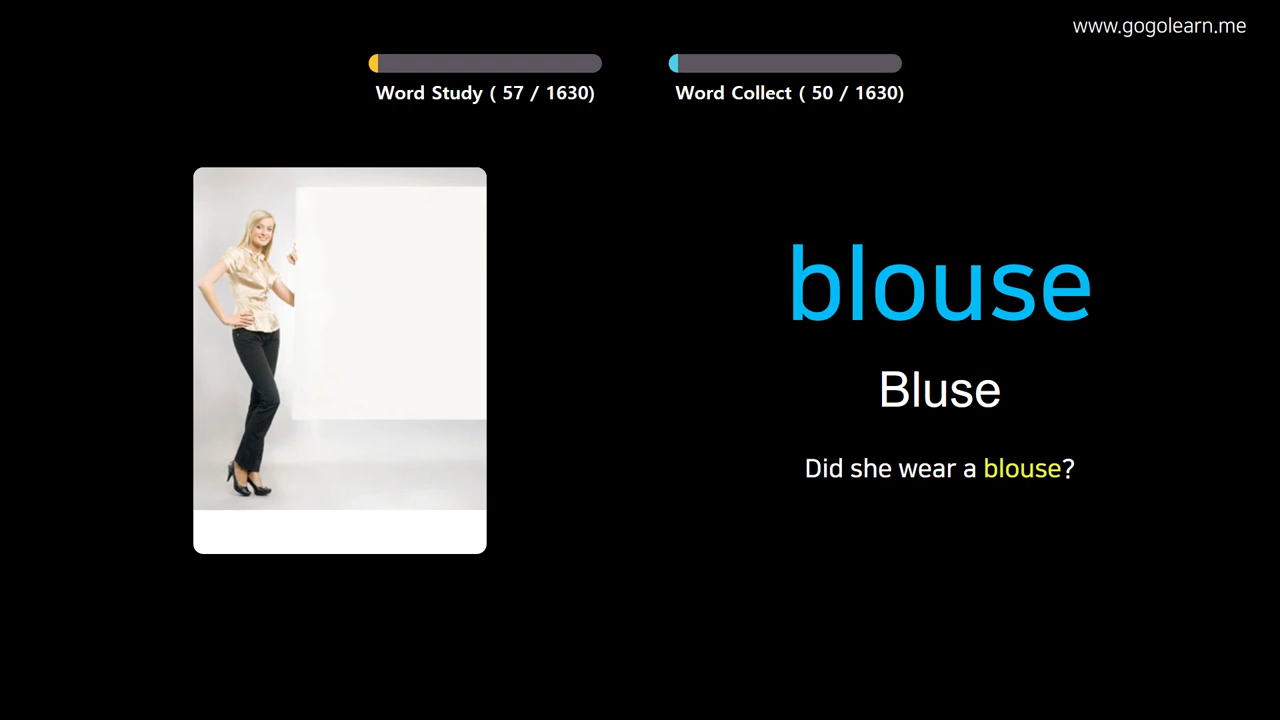 www.gogolearn.me
Word Study ( 57 / 1630)
Word Collect ( 50 / 1630)
blouse
Bluse
Did she wear a blouse?